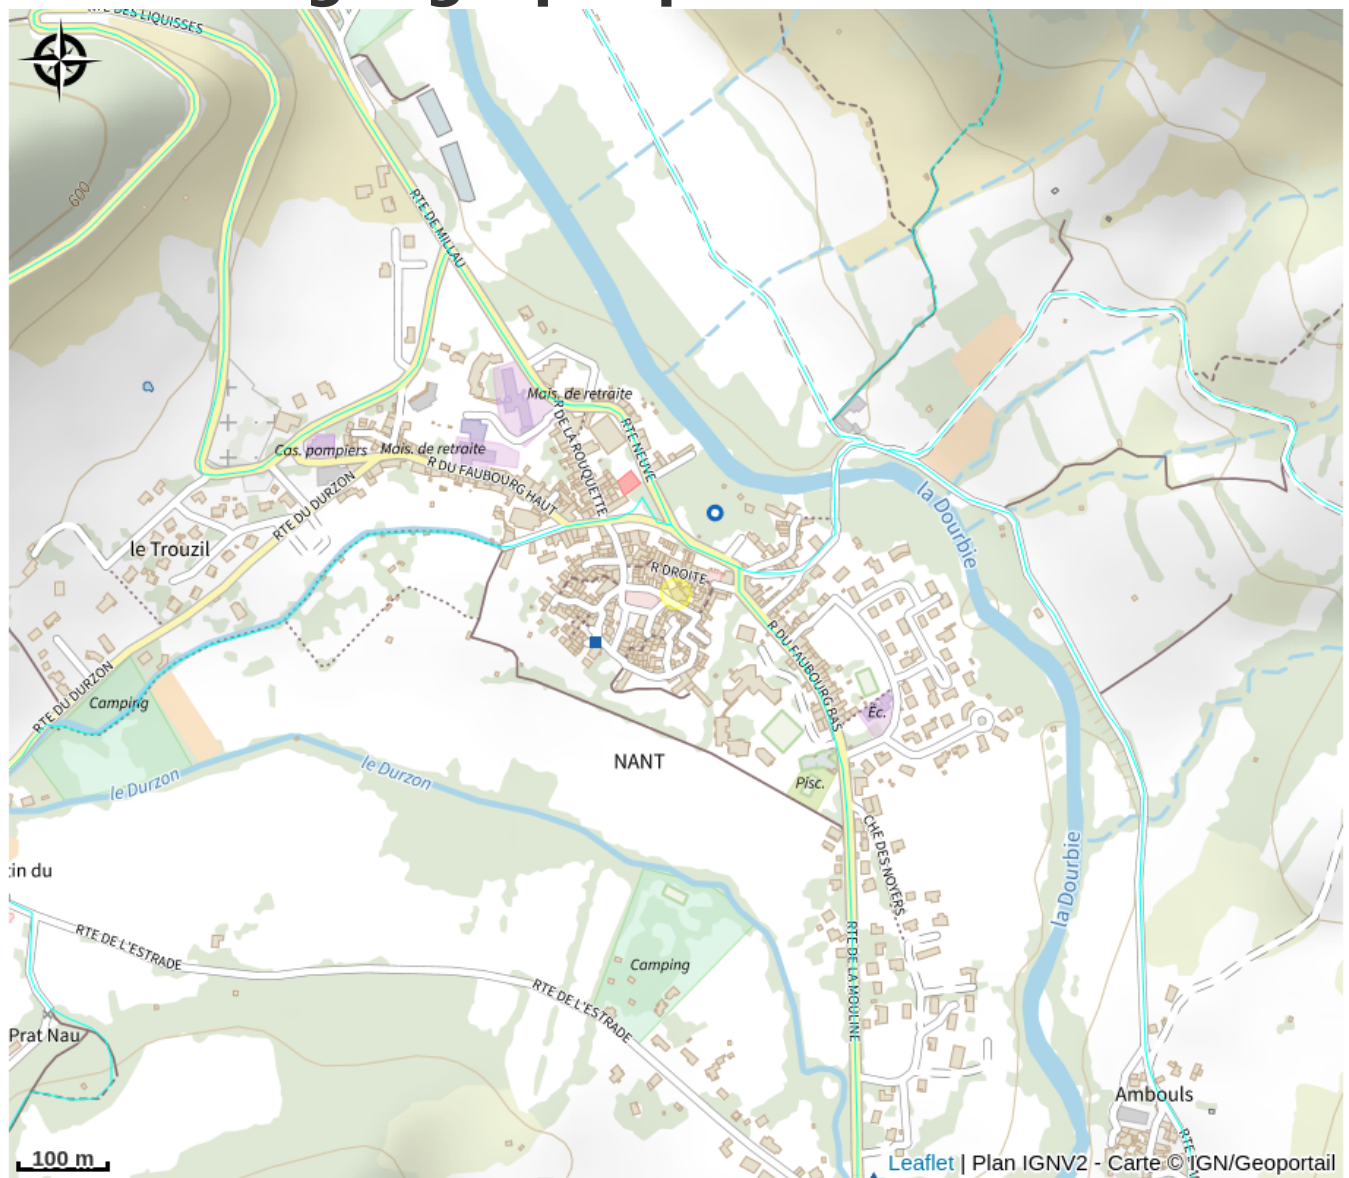 RTE DES LIQUISSES
600
RTE DE MILLAU
Mais. de retraite
R DE LA ROUQUETTE
RTE NEUVE
Cas. pompiers
Mais. de retraite
R DU FAUBOURG HAUT
RTE DU DURZON
le Trouzil
la Dourbie
R DROITE
R DU FAUBOURG BAS
RTE DU DURZON
Camping
Éc.
NANT
le Durzon
le Durzon
Pisc.
CHE DES NOYERS
la Dourbie
tin du
RTE DE L'ESTRADE
Camping
RTE DE L'ESTRADE
RTE DE LA MOULINE
Prat Nau
Ambouls
RTE
100 m
Leaflet | Plan IGNV2 - Carte © IGN/Geoportail